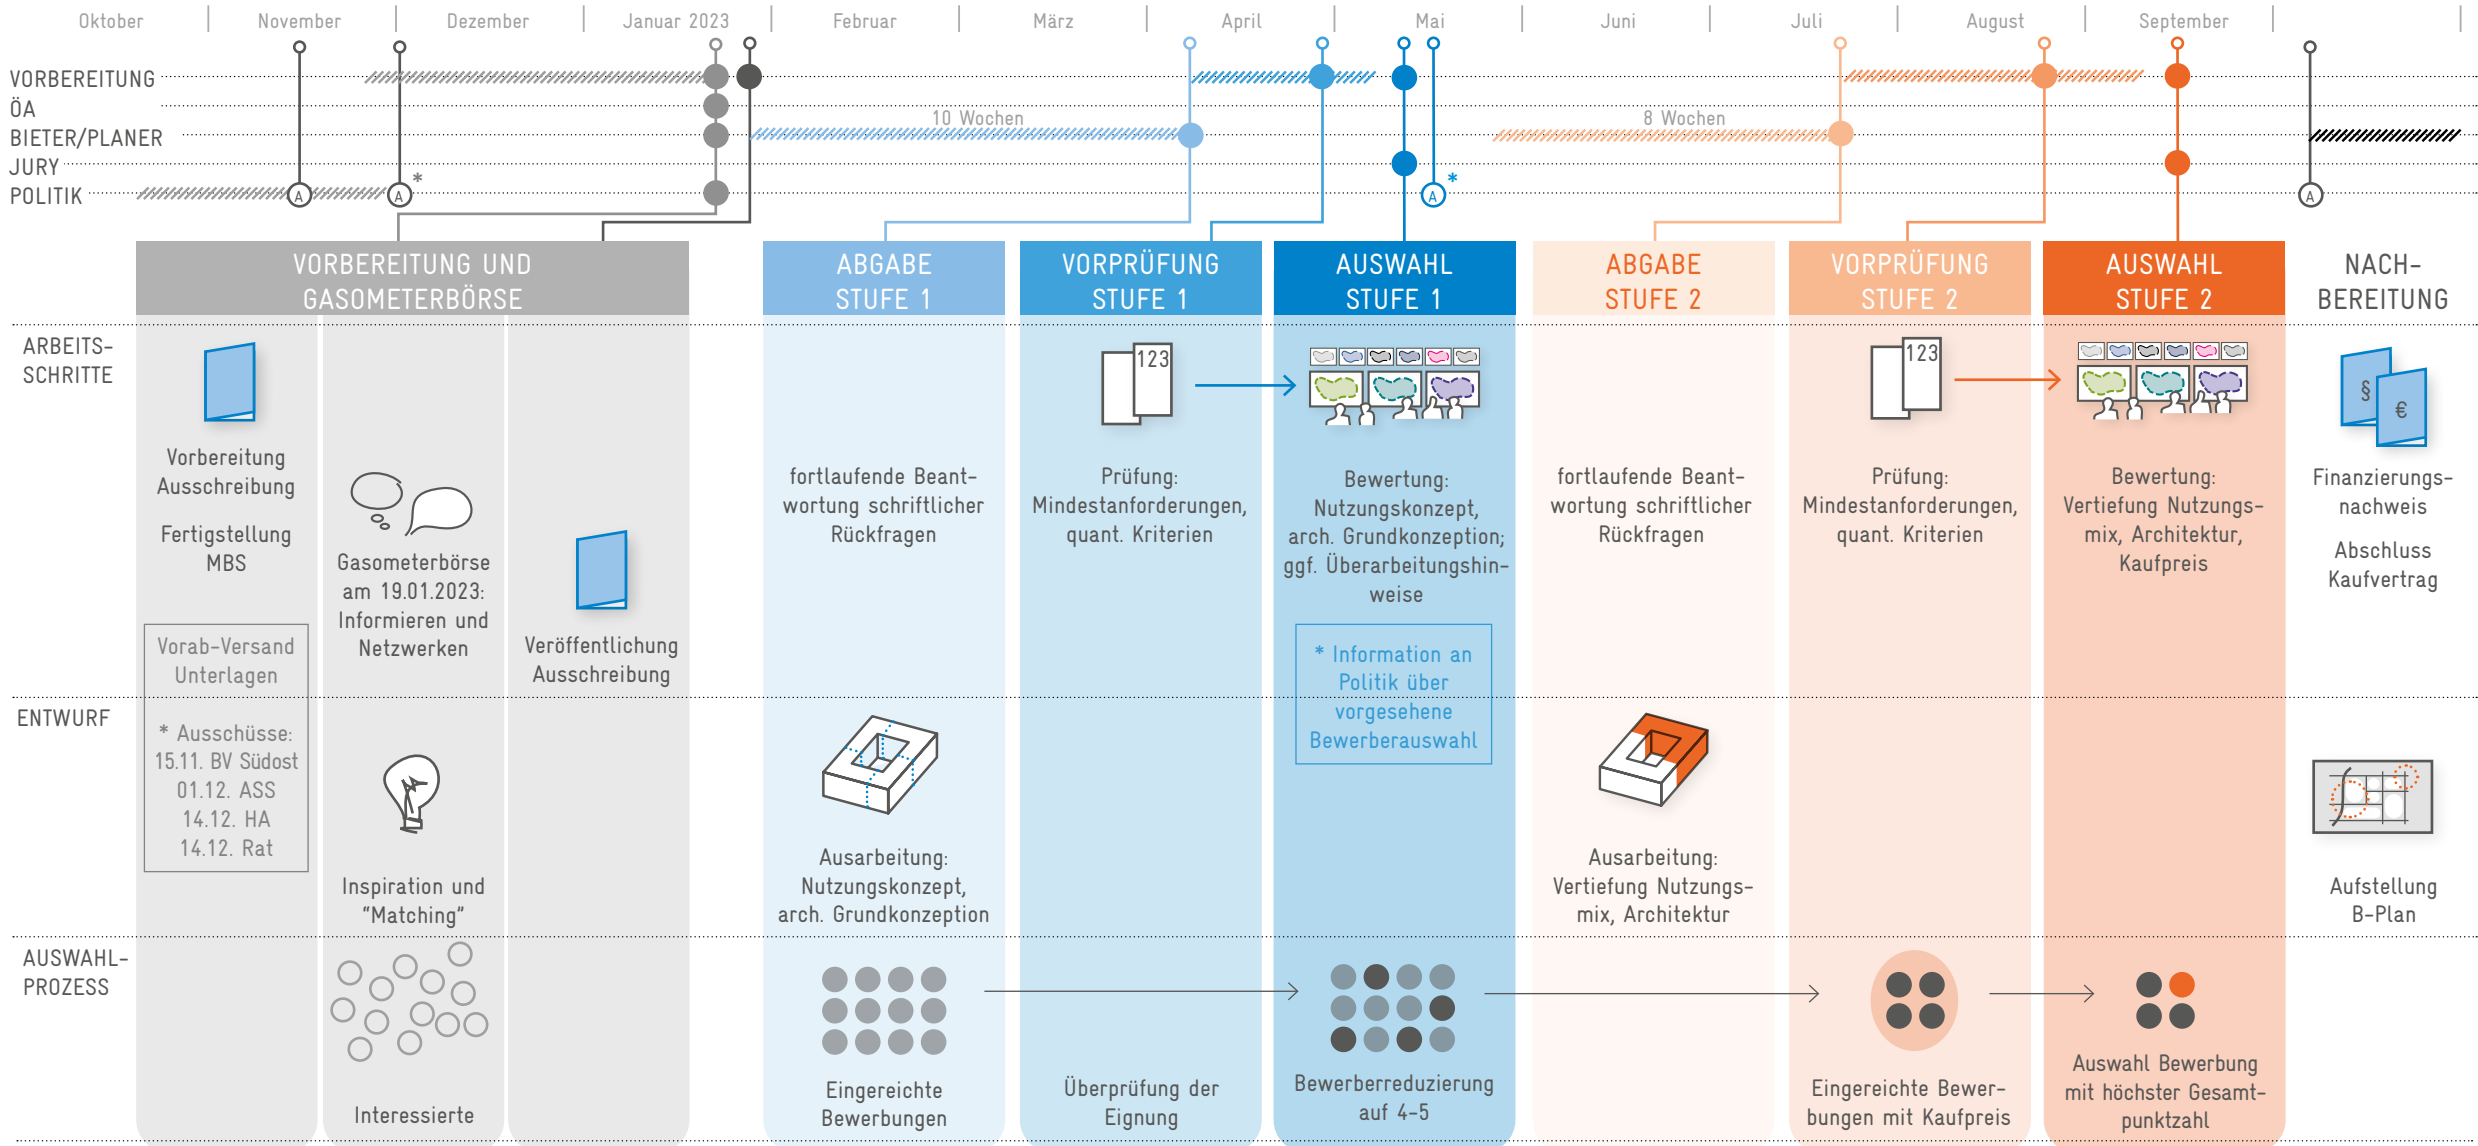 Oktober
November
Dezember
Januar 2023
Februar
März
April
Mai
Juni
Juli
August
September
VORBEREITUNG
ÖA
BIETER/PLANER
JURY
POLITIK
10 Wochen
8 Wochen
A
A
*
A
*
A
VORBEREITUNG UND
GASOMETERBÖRSE
ABGABE
STUFE 1
VORPRÜFUNG
STUFE 1
AUSWAHL
STUFE 1
ABGABE
STUFE 2
VORPRÜFUNG
STUFE 2
AUSWAHL
STUFE 2
NACH-
BEREITUNG
ARBEITS-
SCHRITTE
Vorbereitung
Ausschreibung
Fertigstellung
MBS
Vorab-Versand
Unterlagen
* Ausschüsse:
15.11. BV Südost
01.12. ASS
14.12. HA
14.12. Rat
Gasometerbörse
am 19.01.2023:
Informieren und
Netzwerken
Veröffentlichung
Ausschreibung
fortlaufende Beant-
wortung schriftlicher
Rückfragen
123
Prüfung:
Mindestanforderungen,
quant. Kriterien
Bewertung:
Nutzungskonzept,
arch. Grundkonzeption;
ggf. Überarbeitungshin-
weise
* Information an
Politik über
vorgesehene
Bewerberauswahl
fortlaufende Beant-
wortung schriftlicher
Rückfragen
123
Prüfung:
Mindestanforderungen,
quant. Kriterien
Bewertung:
Vertiefung Nutzungs-
mix, Architektur,
Kaufpreis
§
€
Finanzierungs-
nachweis
Abschluss
Kaufvertrag
ENTWURF
Inspiration und
"Matching"
Ausarbeitung:
Nutzungskonzept,
arch. Grundkonzeption
Ausarbeitung:
Vertiefung Nutzungs-
mix, Architektur
Aufstellung
B-Plan
AUSWAHL-
PROZESS
Interessierte
Eingereichte
Bewerbungen
Überprüfung der
Eignung
Bewerberreduzierung
auf 4-5
Eingereichte Bewer-
bungen mit Kaufpreis
Auswahl Bewerbung
mit höchster Gesamt-
punktzahl